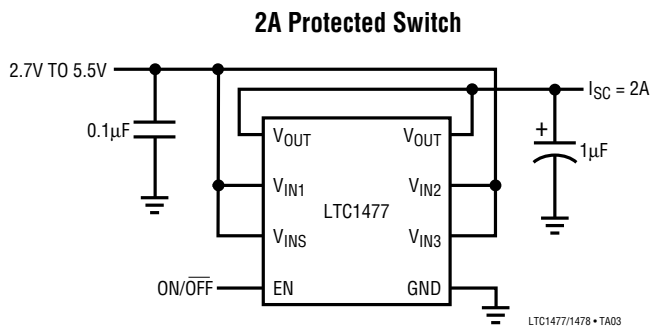 2A Protected Switch
2.7V TO 5.5V
I_SC = 2A
0.1µF
+
1µF
V_OUT V_OUT
V_IN1 V_IN2
LTC1477
V_INS V_IN3
ON/O̅F̅F̅ EN GND
LTC1477/1478 • TA03